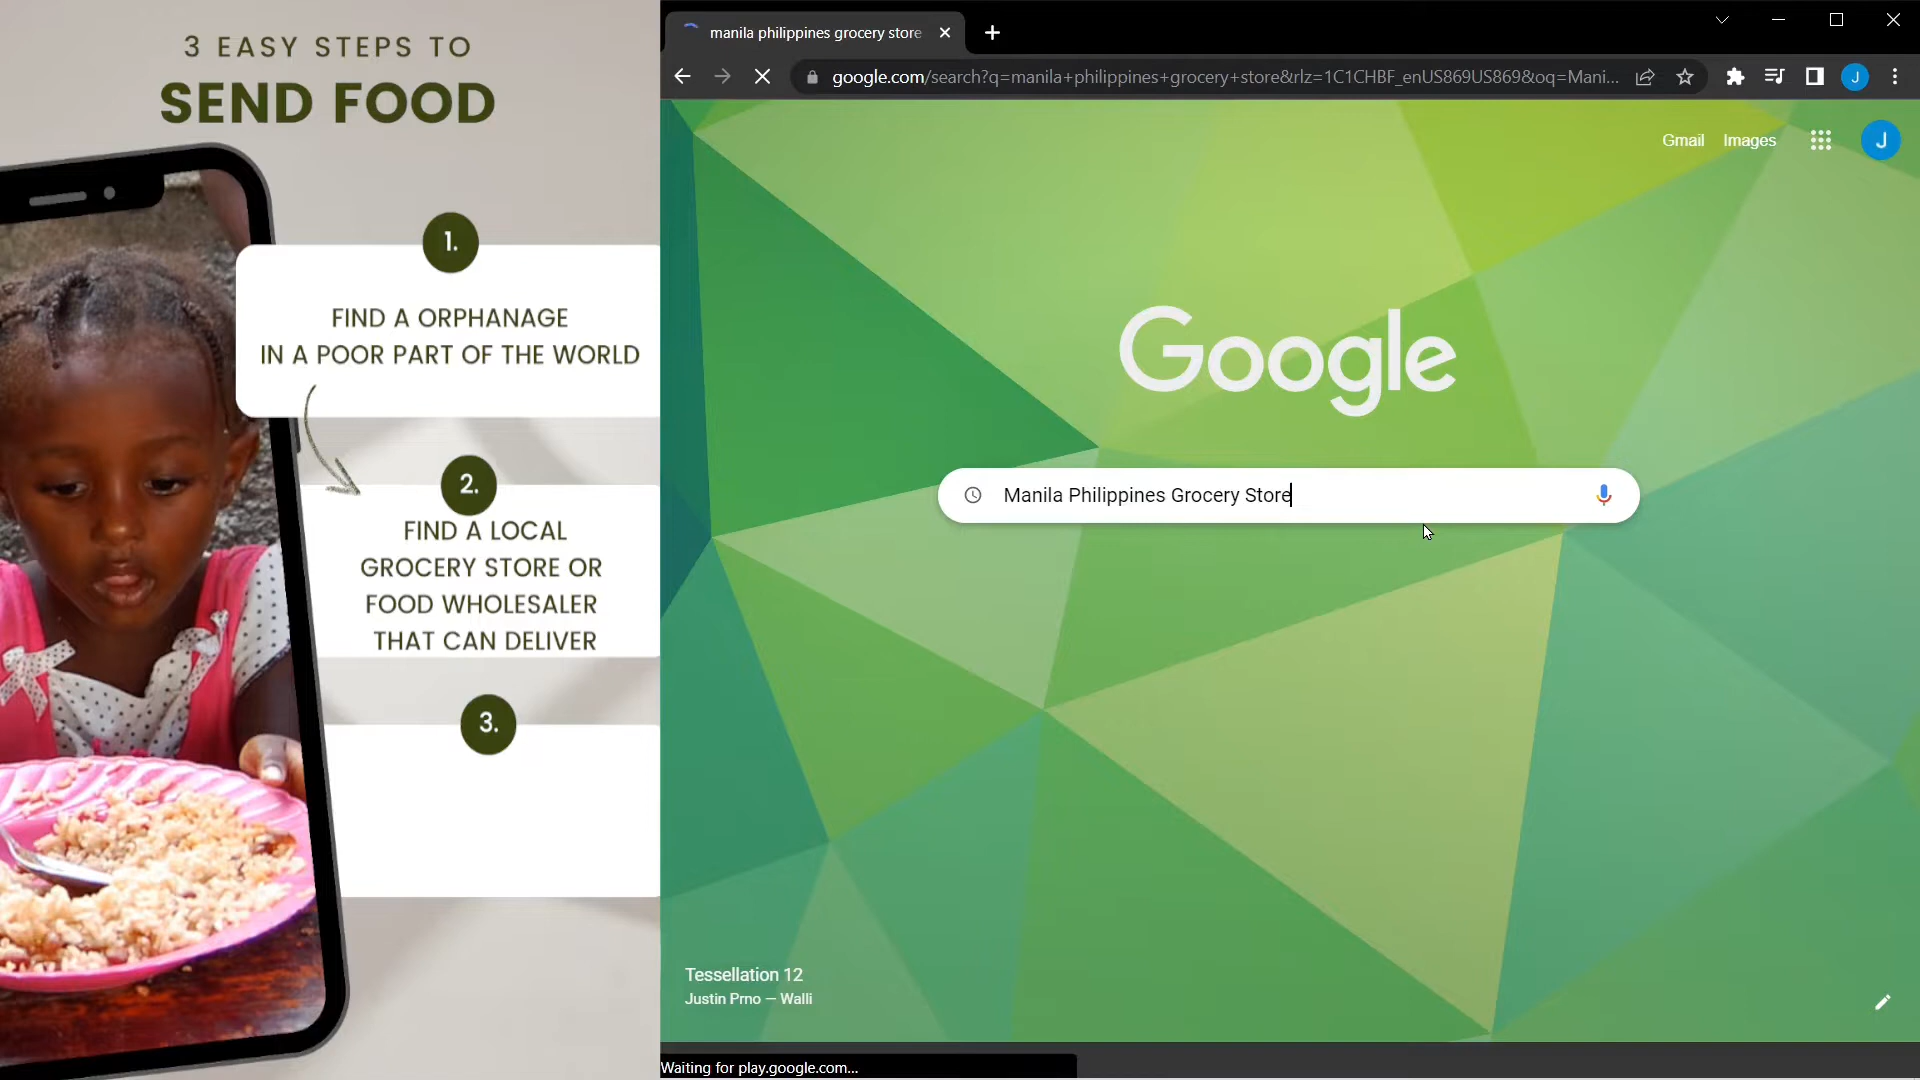 3 EASY STEPS TO
SEND FOOD
1.
FIND A ORPHANAGE
IN A POOR PART OF THE WORLD
2.
FIND A LOCAL
GROCERY STORE OR
FOOD WHOLESALER
THAT CAN DELIVER
3.
manila philippines grocery store
google.com/search?q=manila+philippines+grocery+store&rlz=1C1CHBF_enUS869US869&oq=Mani...
J
Gmail Images J
Google
Manila Philippines Grocery Store
Tessellation 12
Justin Prno — Walli
Waiting for play.google.com...